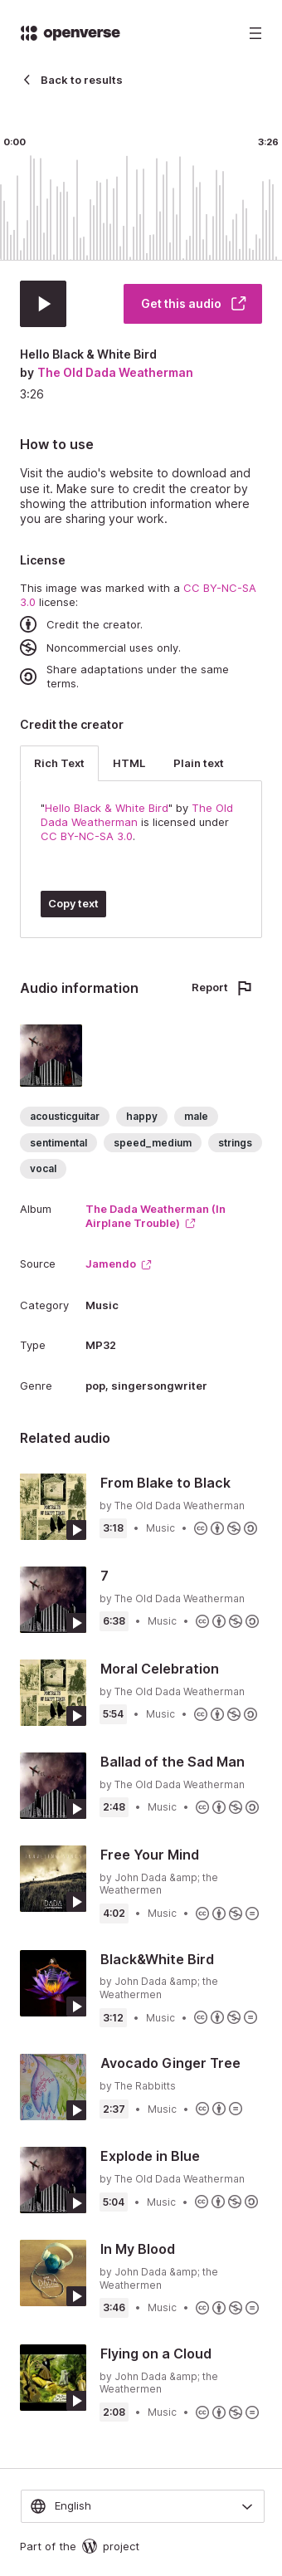 openverse
Back to results
0:00 3:26
Get this audio
Hello Black & White Bird
by The Old Dada Weatherman
3:26
How to use
Visit the audio's website to download and
use it. Make sure to credit the creator by
showing the attribution information where
you are sharing your work.
License
This image was marked with a CC BY-NC-SA
3.0 license:
Credit the creator.
Noncommercial uses only.
Share adaptations under the same
terms.
Credit the creator
Rich Text HTML Plain text
"Hello Black & White Bird" by The Old
Dada Weatherman is licensed under
CC BY-NC-SA 3.0.
Copy text
Audio information Report
acousticguitar happy male
sentimental speed_medium strings
vocal
Album The Dada Weatherman (In
Airplane Trouble)
Source Jamendo
Category Music
Type MP32
Genre pop, singersongwriter
Related audio
From Blake to Black
by The Old Dada Weatherman
3:18 • Music •
7
by The Old Dada Weatherman
6:38 • Music •
Moral Celebration
by The Old Dada Weatherman
5:54 • Music •
Ballad of the Sad Man
by The Old Dada Weatherman
2:48 • Music •
Free Your Mind
by John Dada &amp; the
Weathermen
4:02 • Music •
Black&White Bird
by John Dada &amp; the
Weathermen
3:12 • Music •
Avocado Ginger Tree
by The Rabbitts
2:37 • Music •
Explode in Blue
by The Old Dada Weatherman
5:04 • Music •
In My Blood
by John Dada &amp; the
Weathermen
3:46 • Music •
Flying on a Cloud
by John Dada &amp; the
Weathermen
2:08 • Music •
English
Part of the project